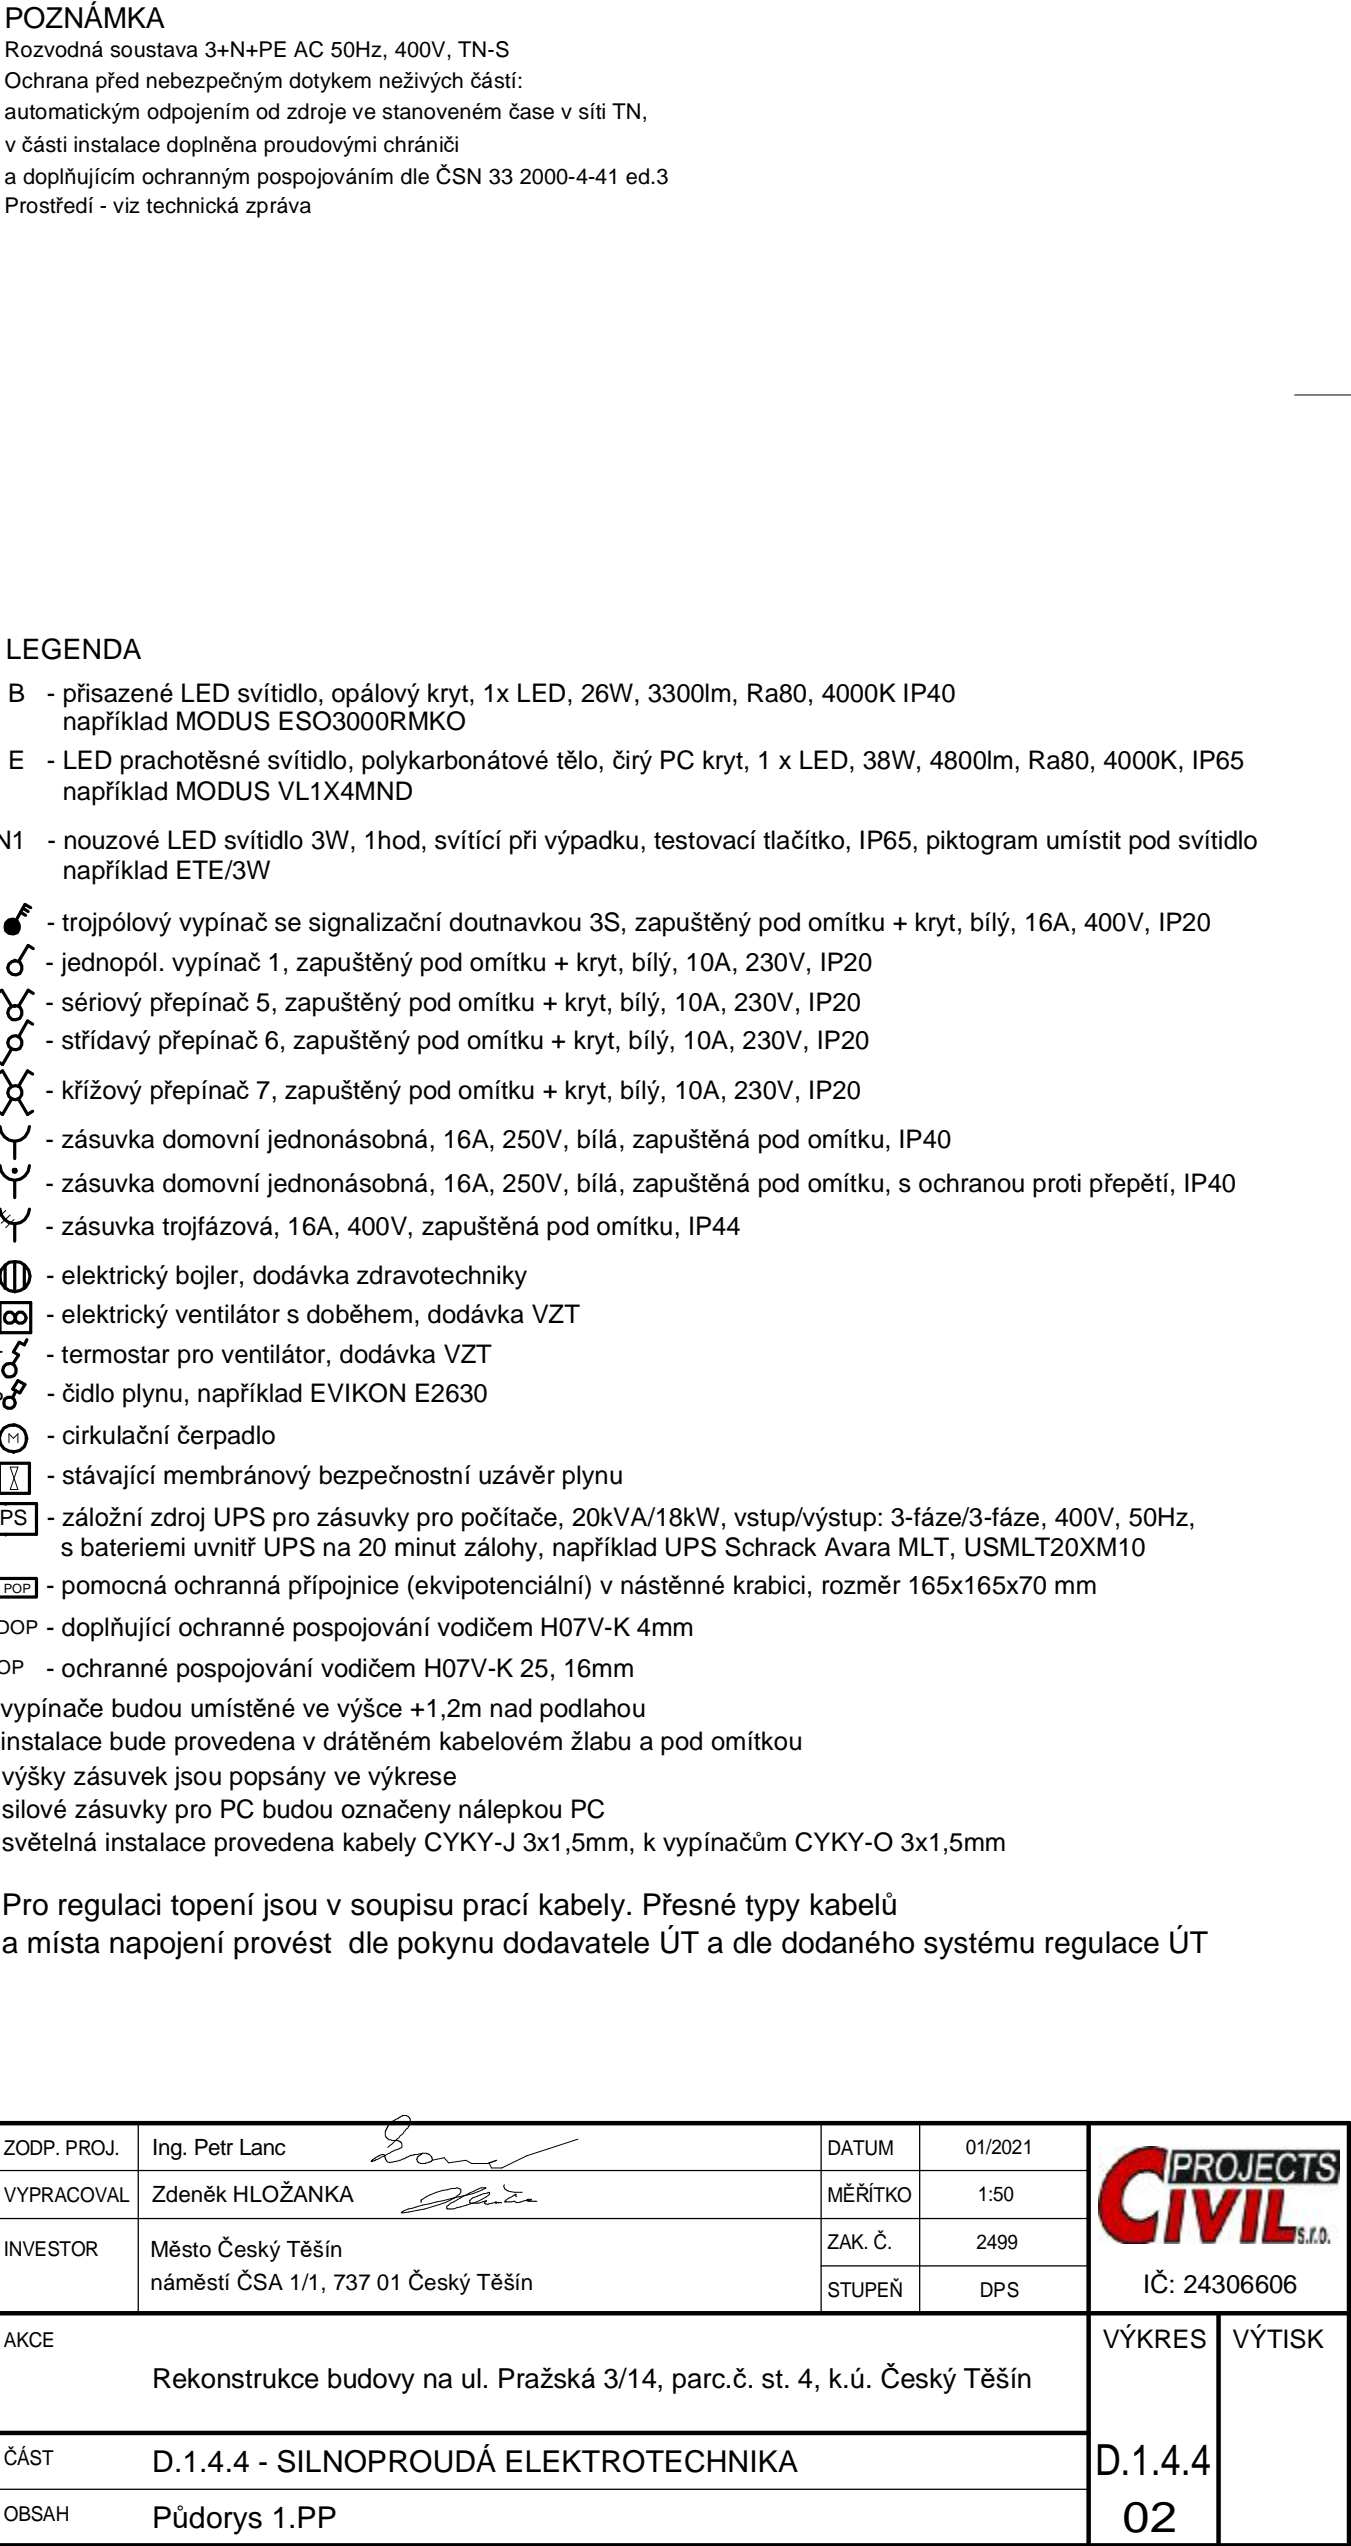 POZNÁMKA
Rozvodná soustava 3+N+PE AC 50Hz, 400V, TN-S
Ochrana před nebezpečným dotykem neživých částí:
automatickým odpojením od zdroje ve stanoveném čase v síti TN,
v části instalace doplněna proudovými chrániči
a doplňujícím ochranným pospojováním dle ČSN 33 2000-4-41 ed.3
Prostředí - viz technická zpráva
LEGENDA
B - přisazené LED svítidlo, opálový kryt, 1x LED, 26W, 3300lm, Ra80, 4000K IP40
například MODUS ESO3000RMKO
E - LED prachotěsné svítidlo, polykarbonátové tělo, čirý PC kryt, 1 x LED, 38W, 4800lm, Ra80, 4000K, IP65
například MODUS VL1X4MND
N1 - nouzové LED svítidlo 3W, 1hod, svítící při výpadku, testovací tlačítko, IP65, piktogram umístit pod svítidlo
například ETE/3W
- trojpólový vypínač se signalizační doutnavkou 3S, zapuštěný pod omítku + kryt, bílý, 16A, 400V, IP20
- jednopól. vypínač 1, zapuštěný pod omítku + kryt, bílý, 10A, 230V, IP20
- sériový přepínač 5, zapuštěný pod omítku + kryt, bílý, 10A, 230V, IP20
- střídavý přepínač 6, zapuštěný pod omítku + kryt, bílý, 10A, 230V, IP20
- křížový přepínač 7, zapuštěný pod omítku + kryt, bílý, 10A, 230V, IP20
- zásuvka domovní jednonásobná, 16A, 250V, bílá, zapuštěná pod omítku, IP40
- zásuvka domovní jednonásobná, 16A, 250V, bílá, zapuštěná pod omítku, s ochranou proti přepětí, IP40
- zásuvka trojfázová, 16A, 400V, zapuštěná pod omítku, IP44
- elektrický bojler, dodávka zdravotechniky
- elektrický ventilátor s doběhem, dodávka VZT
- termostar pro ventilátor, dodávka VZT
- čidlo plynu, například EVIKON E2630
M - cirkulační čerpadlo
- stávající membránový bezpečnostní uzávěr plynu
PS - záložní zdroj UPS pro zásuvky pro počítače, 20kVA/18kW, vstup/výstup: 3-fáze/3-fáze, 400V, 50Hz,
s bateriemi uvnitř UPS na 20 minut zálohy, například UPS Schrack Avara MLT, USMLT20XM10
POP - pomocná ochranná přípojnice (ekvipotenciální) v nástěnné krabici, rozměr 165x165x70 mm
DOP - doplňující ochranné pospojování vodičem H07V-K 4mm
OP - ochranné pospojování vodičem H07V-K 25, 16mm
vypínače budou umístěné ve výšce +1,2m nad podlahou
instalace bude provedena v drátěném kabelovém žlabu a pod omítkou
výšky zásuvek jsou popsány ve výkrese
silové zásuvky pro PC budou označeny nálepkou PC
světelná instalace provedena kabely CYKY-J 3x1,5mm, k vypínačům CYKY-O 3x1,5mm
Pro regulaci topení jsou v soupisu prací kabely. Přesné typy kabelů
a místa napojení provést dle pokynu dodavatele ÚT a dle dodaného systému regulace ÚT
ZODP. PROJ. Ing. Petr Lanc DATUM 01/2021
VYPRACOVAL Zdeněk HLOŽANKA MĚŘÍTKO 1:50
INVESTOR Město Český Těšín ZAK. Č. 2499
náměstí ČSA 1/1, 737 01 Český Těšín STUPEŇ DPS
CIVIL PROJECTS s.r.o.
IČ: 24306606
AKCE VÝKRES VÝTISK
Rekonstrukce budovy na ul. Pražská 3/14, parc.č. st. 4, k.ú. Český Těšín
ČÁST D.1.4.4 - SILNOPROUDÁ ELEKTROTECHNIKA D.1.4.4
OBSAH Půdorys 1.PP 02